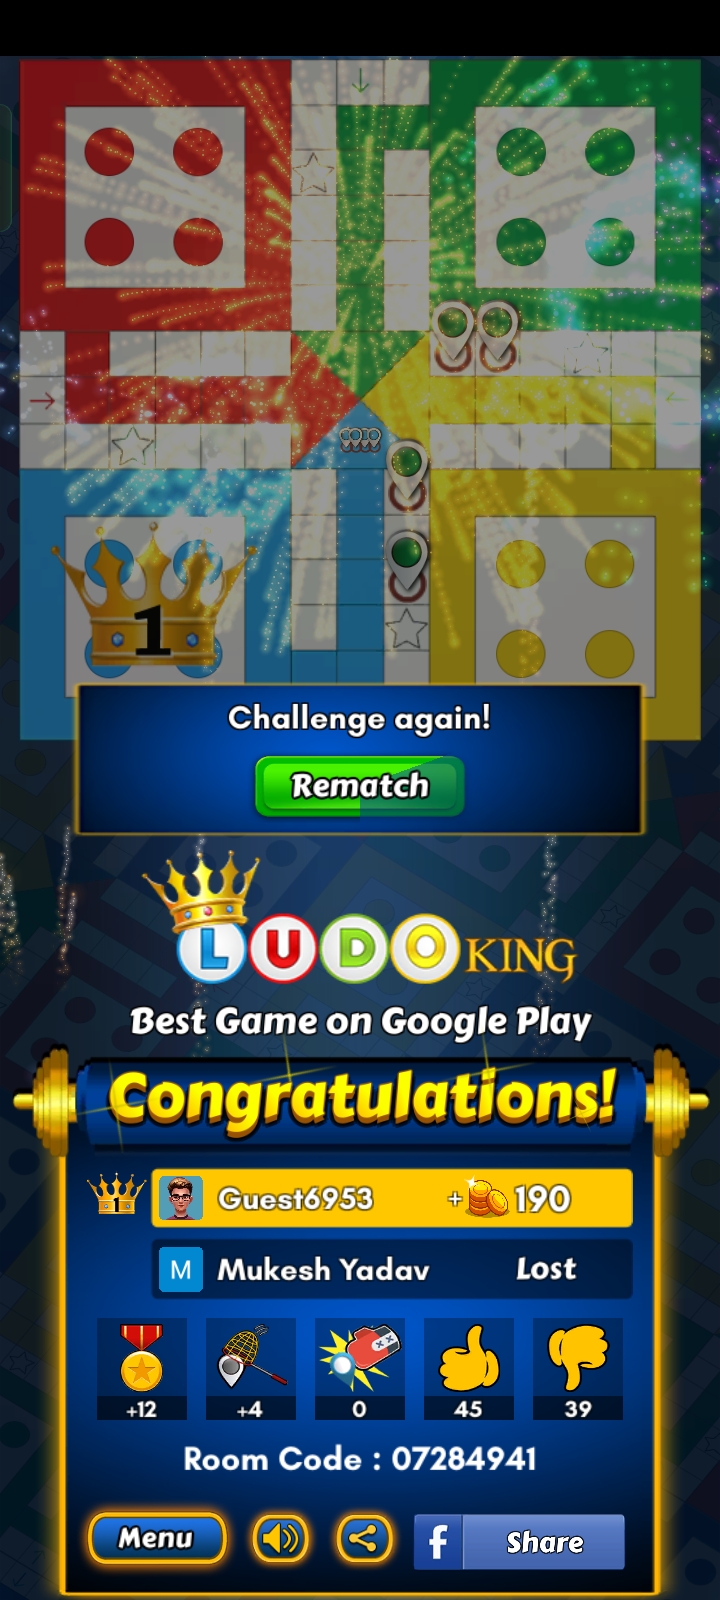 1
Challenge again!
Rematch
LUDO KING
Best Game on Google Play
Congratulations!
1 Guest6953 + 190
M Mukesh Yadav Lost
+12 +4 0 45 39
Room Code : 07284941
Menu f Share